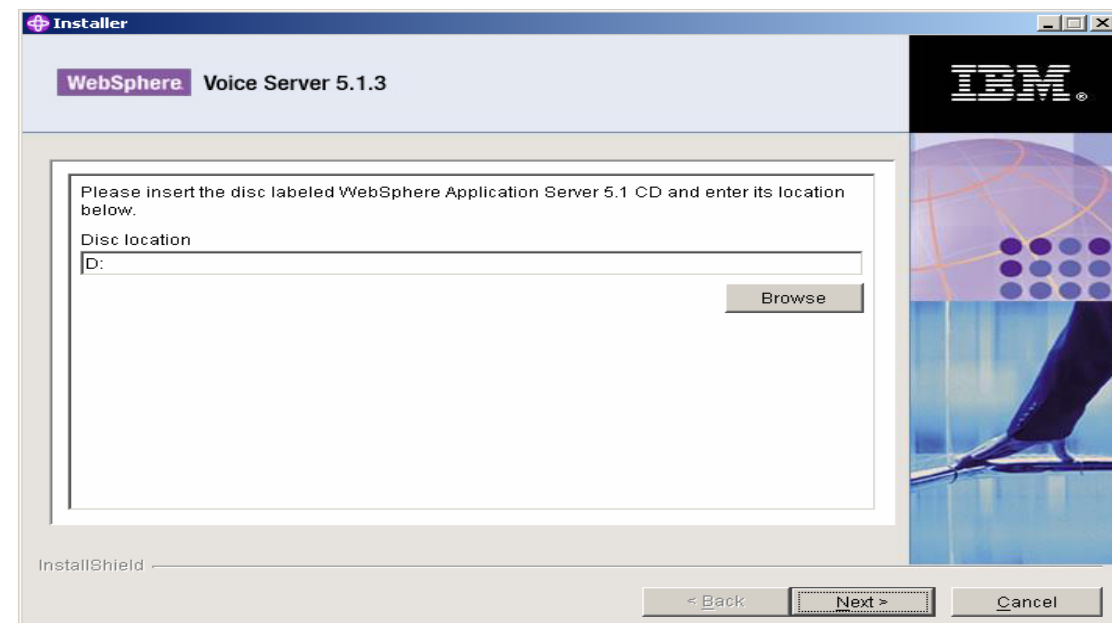 Installer
WebSphere. Voice Server 5.1.3
IBM®
Please insert the disc labeled WebSphere Application Server 5.1 CD and enter its location
below.
Disc location
D:
Browse
InstallShield
< Back
Next >
Cancel